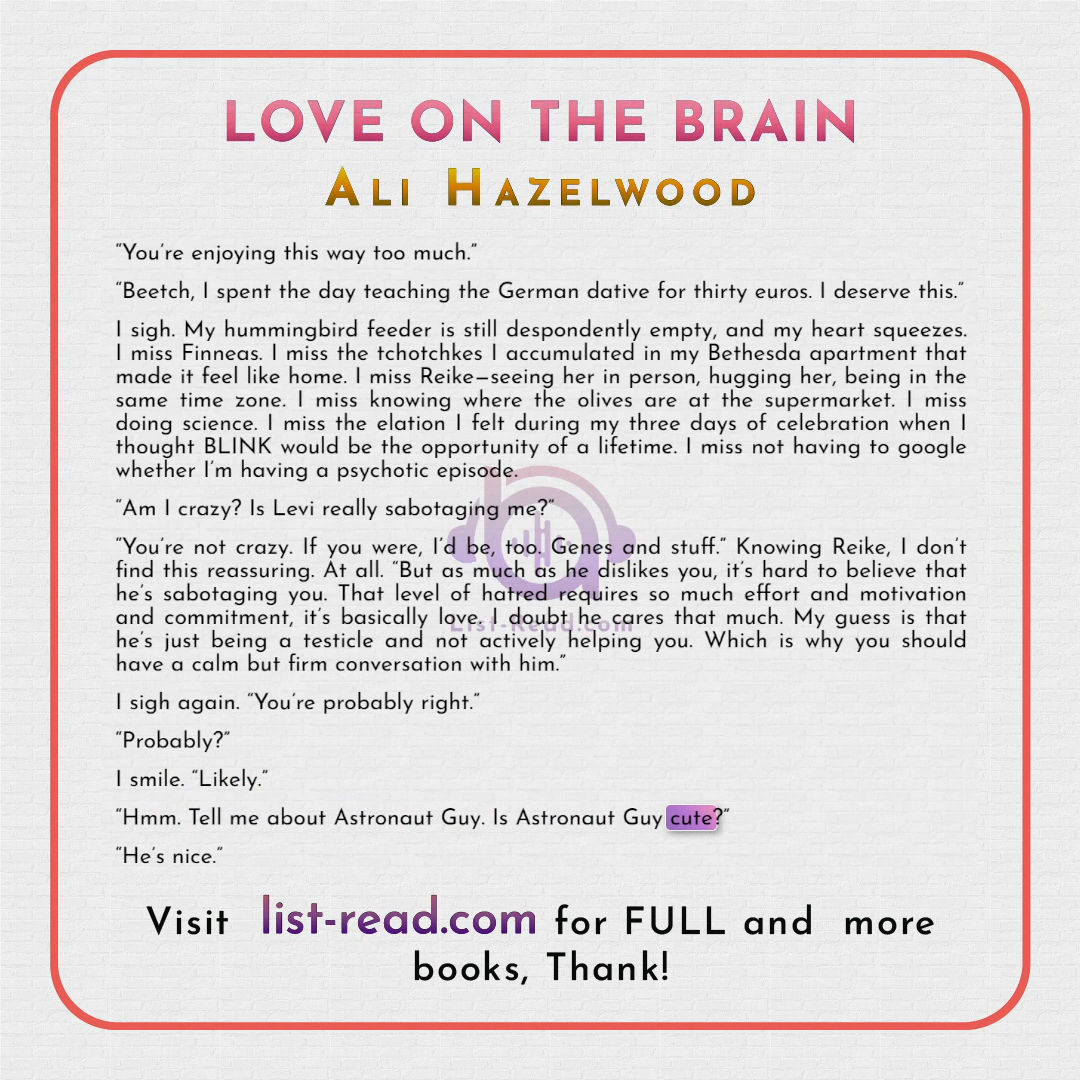 LOVE ON THE BRAIN
ALI HAZELWOOD
“You’re enjoying this way too much.”
“Beetch, I spent the day teaching the German dative for thirty euros. I deserve this.”
I sigh. My hummingbird feeder is still despondently empty, and my heart squeezes.
I miss Finneas. I miss the tchotchkes I accumulated in my Bethesda apartment that
made it feel like home. I miss Reike—seeing her in person, hugging her, being in the
same time zone. I miss knowing where the olives are at the supermarket. I miss
doing science. I miss the elation I felt during my three days of celebration when I
thought BLINK would be the opportunity of a lifetime. I miss not having to google
whether I’m having a psychotic episode.
“Am I crazy? Is Levi really sabotaging me?”
“You’re not crazy. If you were, I’d be, too. Genes and stuff.” Knowing Reike, I don’t
find this reassuring. At all. “But as much as he dislikes you, it’s hard to believe that
he’s sabotaging you. That level of hatred requires so much effort and motivation
and commitment, it’s basically love. I doubt he cares that much. My guess is that
List-Read.com
he’s just being a testicle and not actively helping you. Which is why you should
have a calm but firm conversation with him.”
I sigh again. “You’re probably right.”
“Probably?”
I smile. “Likely.”
“Hmm. Tell me about Astronaut Guy. Is Astronaut Guy cute?”
“He’s nice.”
Visit list-read.com for FULL and more
books, Thank!